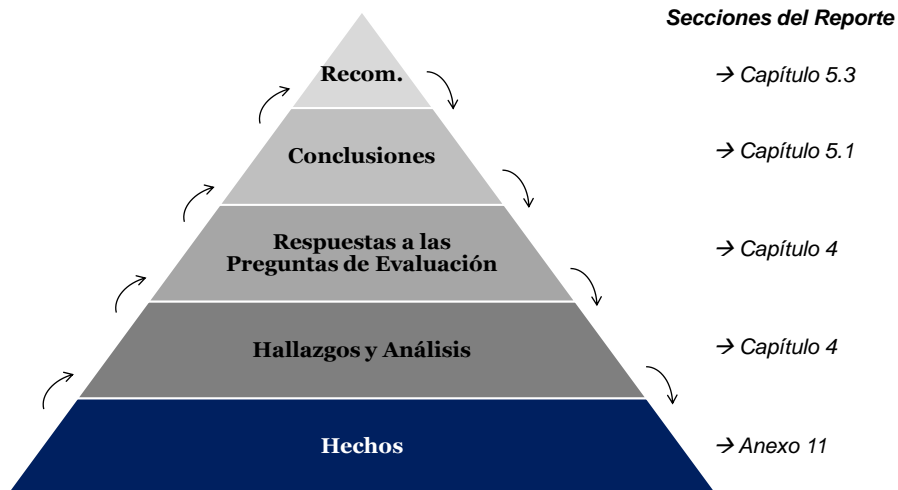 Secciones del Reporte
Recom.
→ Capítulo 5.3
Conclusiones
→ Capítulo 5.1
Respuestas a las
Preguntas de Evaluación
→ Capítulo 4
Hallazgos y Análisis
→ Capítulo 4
Hechos
→ Anexo 11